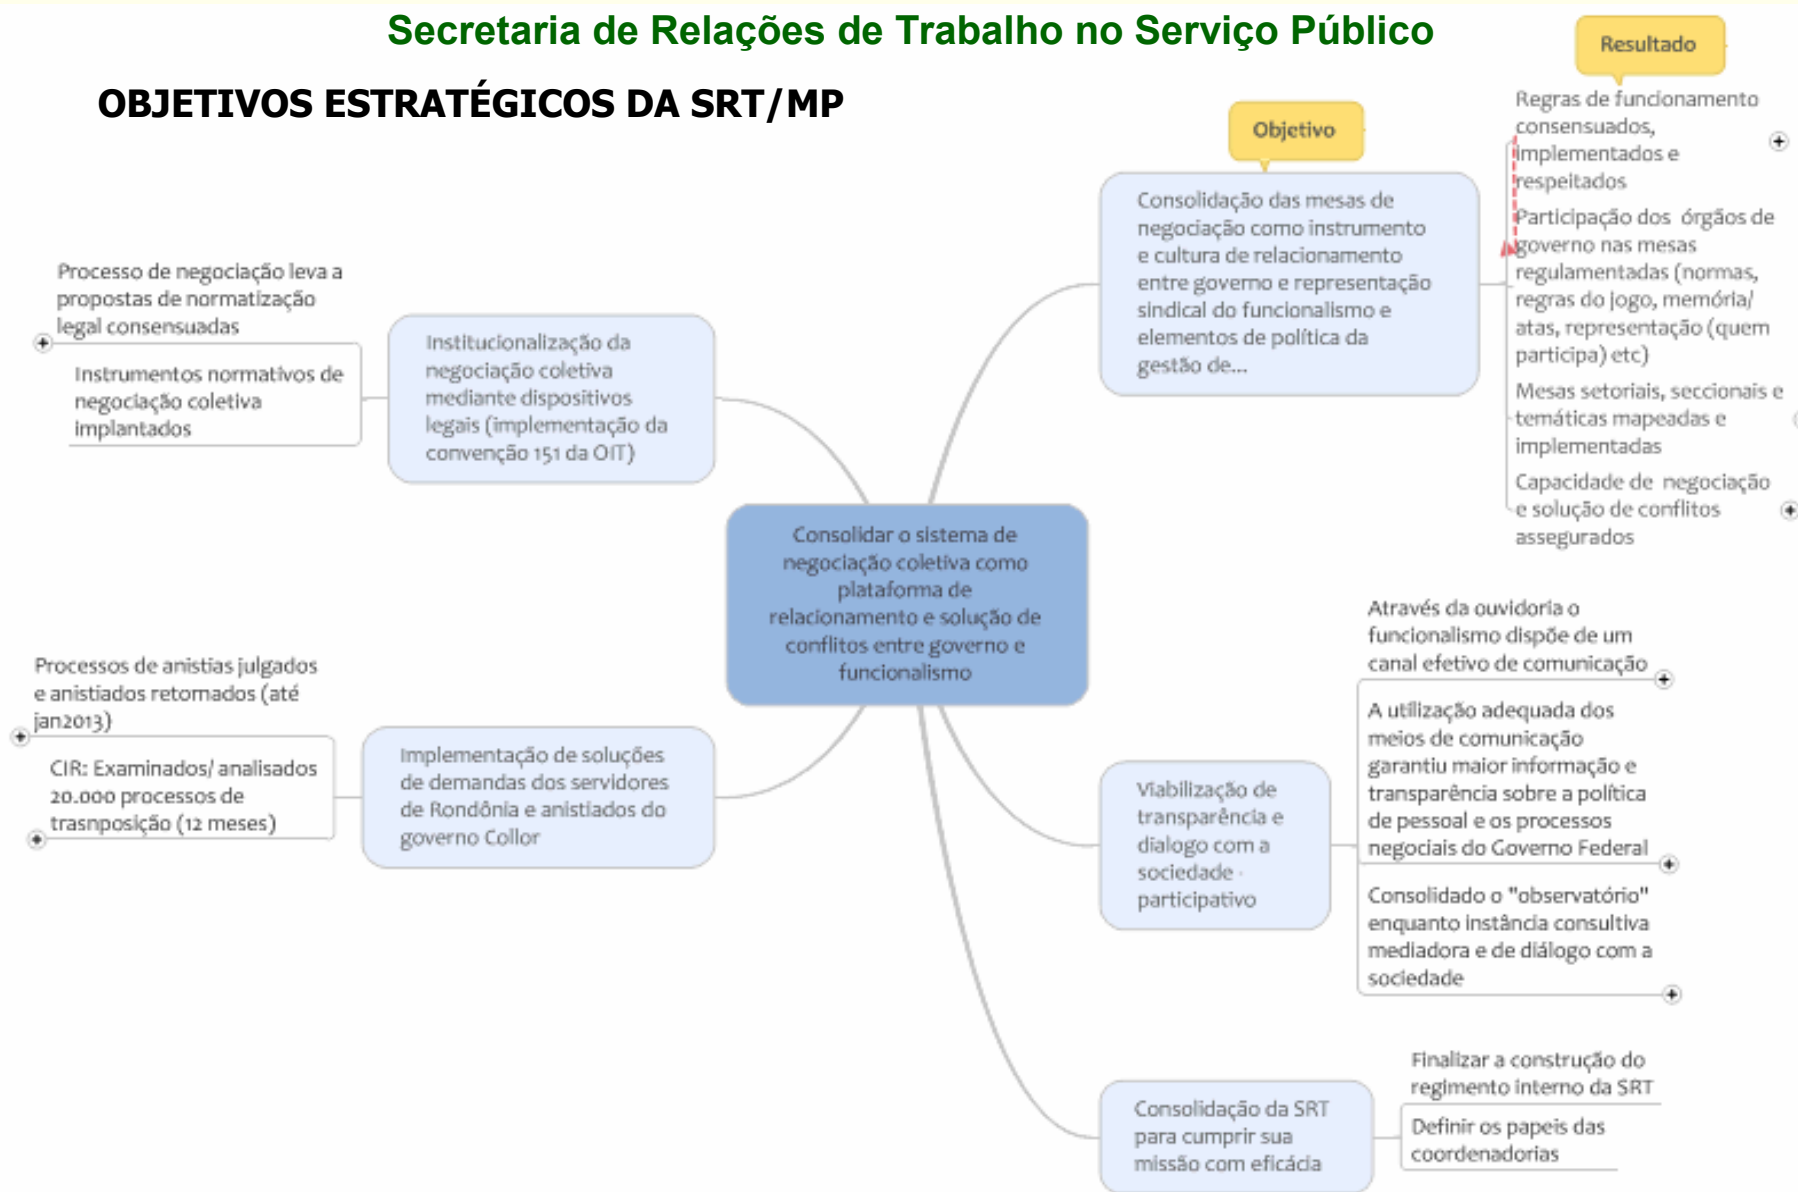 Secretaria de Relações de Trabalho no Serviço Público
OBJETIVOS ESTRATÉGICOS DA SRT/MP
Resultado
Objetivo
Regras de funcionamento
consensuados,
implementados e
respeitados
Participação dos órgãos de
governo nas mesas
regulamentadas (normas,
regras do jogo, memória/
atas, representação (quem
participa) etc)
Mesas setoriais, seccionais e
temáticas mapeadas e
implementadas
Capacidade de negociação
e solução de conflitos
assegurados
Consolidação das mesas de
negociação como instrumento
e cultura de relacionamento
entre governo e representação
sindical do funcionalismo e
elementos de política da
gestão de...
Processo de negociação leva a
propostas de normatização
legal consensuadas
Instrumentos normativos de
negociação coletiva
implantados
Institucionalização da
negociação coletiva
mediante dispositivos
legais (implementação da
convenção 151 da OIT)
Consolidar o sistema de
negociação coletiva como
plataforma de
relacionamento e solução de
conflitos entre governo e
funcionalismo
Processos de anistias julgados
e anistiados retornados (até
jan2013)
CIR: Examinados/ analisados
20.000 processos de
trasnposição (12 meses)
Implementação de soluções
de demandas dos servidores
de Rondônia e anistiados do
governo Collor
Viabilização de
transparência e
dialogo com a
sociedade -
participativo
Através da ouvidoria o
funcionalismo dispõe de um
canal efetivo de comunicação
A utilização adequada dos
meios de comunicação
garantiu maior informação e
transparência sobre a política
de pessoal e os processos
negociais do Governo Federal
Consolidado o "observatório"
enquanto instância consultiva
mediadora e de diálogo com a
sociedade
Consolidação da SRT
para cumprir sua
missão com eficácia
Finalizar a construção do
regimento interno da SRT
Definir os papeis das
coordenadorias